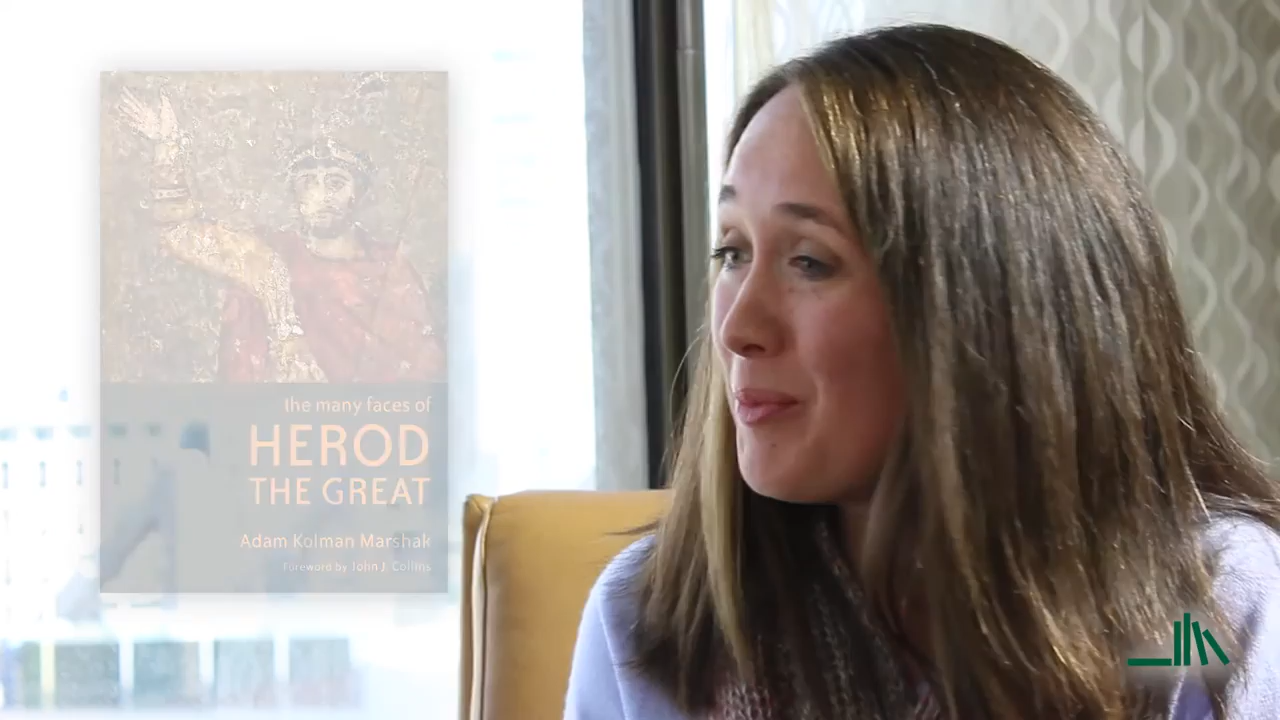 the many faces of
HEROD
THE GREAT
Adam Kolman Marshak
Foreword by John J. Collins